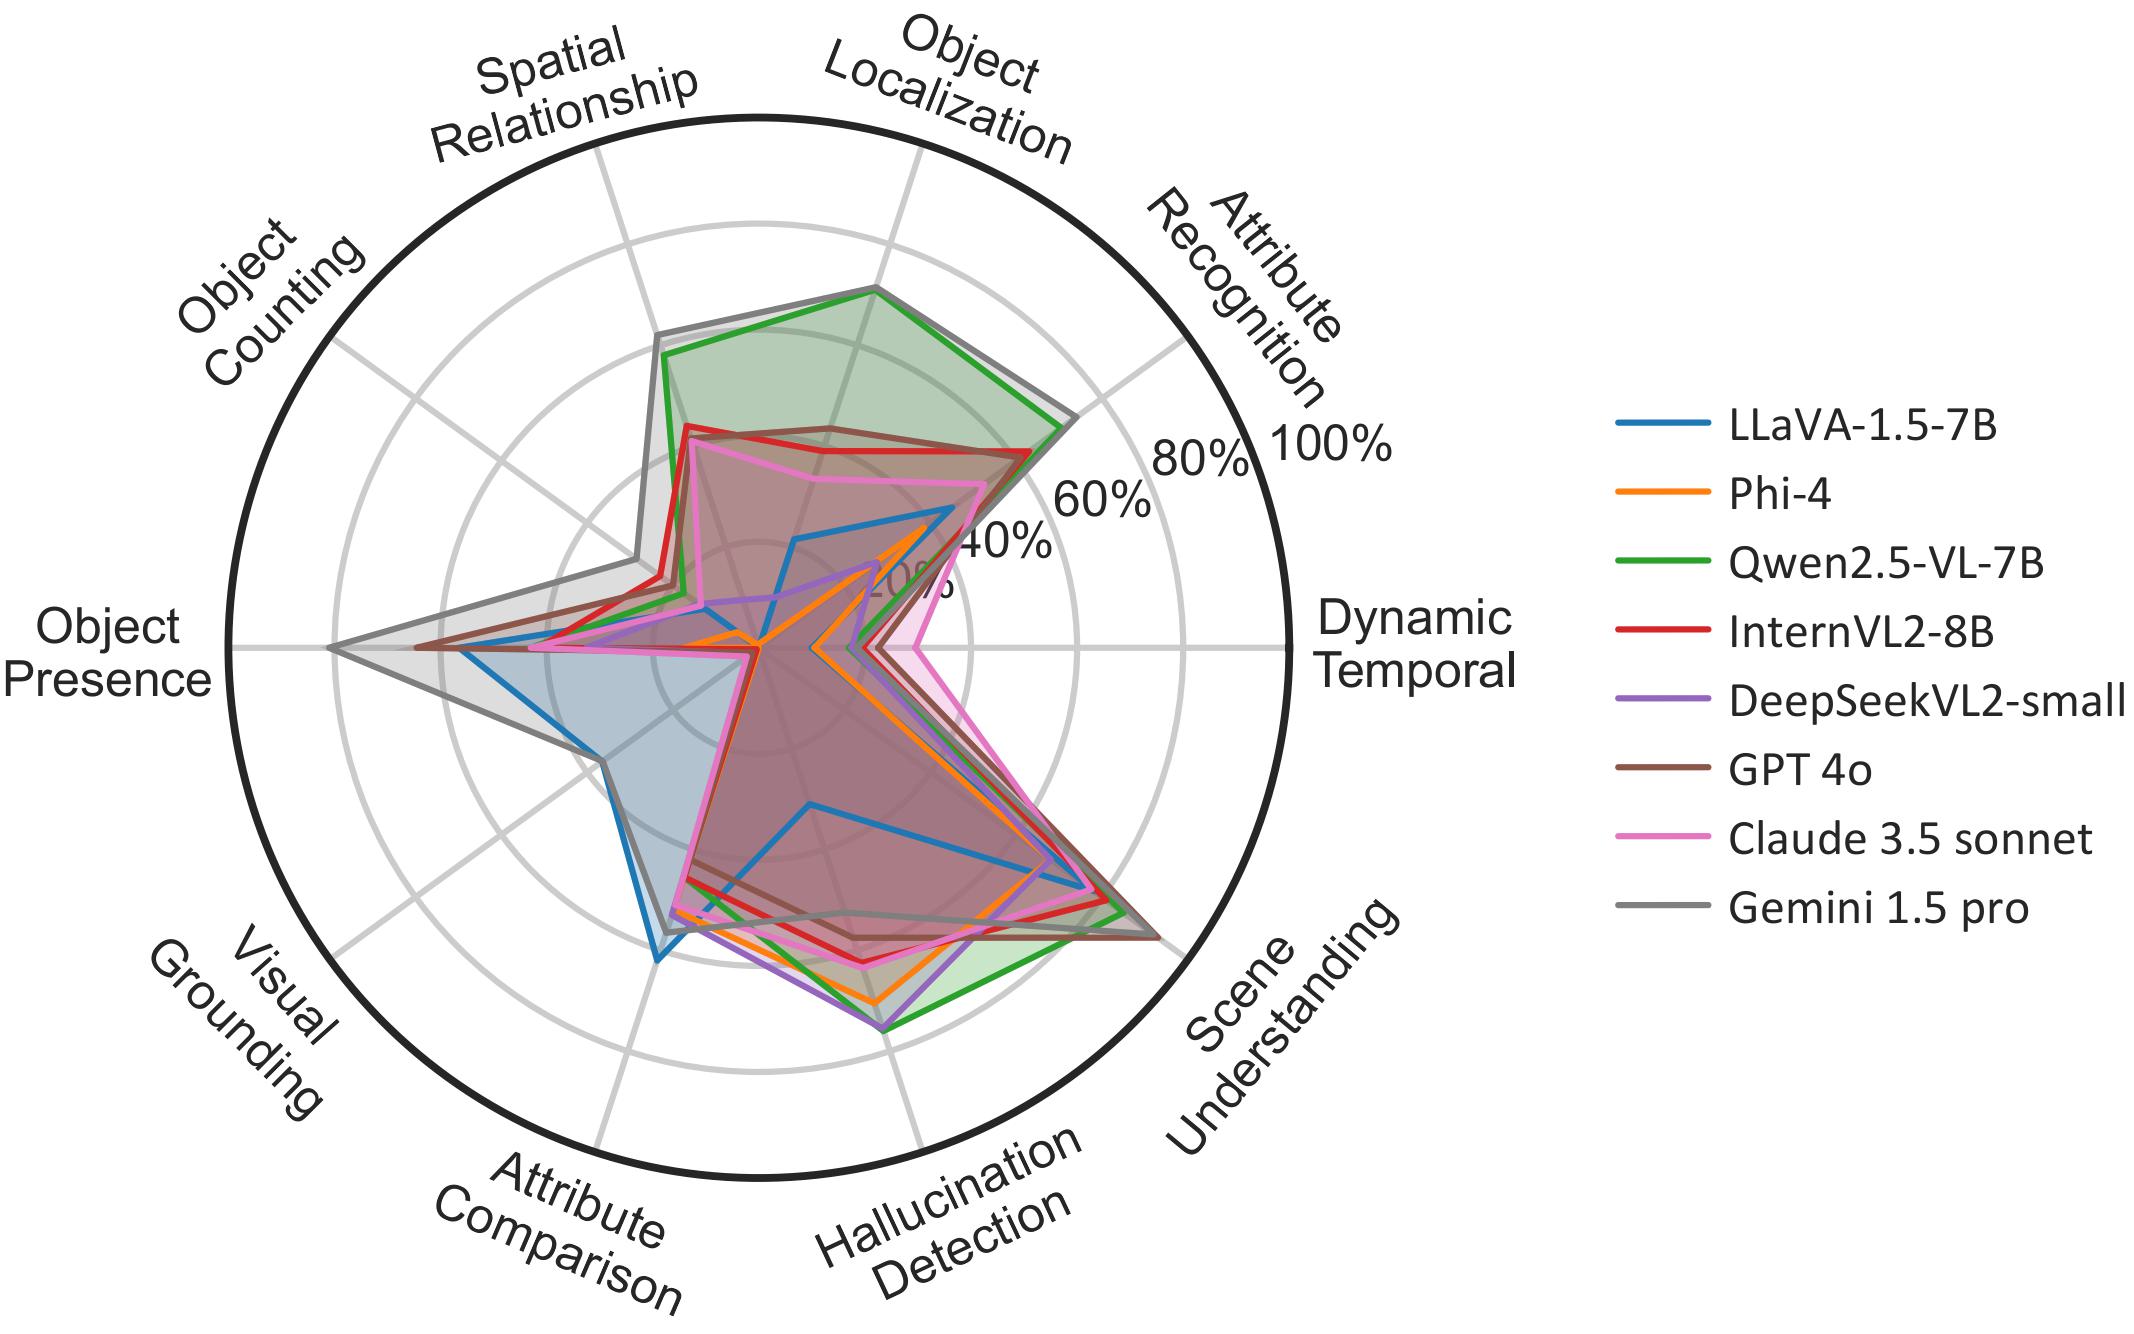 Spatial
Relationship
Object
Localization
Attribute
Recognition
Object
Counting
100%
80%
60%
40%
20%
Object
Presence
Dynamic
Temporal
Visual
Grounding
Scene
Understanding
Attribute
Comparison
Hallucination
Detection
LLaVA-1.5-7B
Phi-4
Qwen2.5-VL-7B
InternVL2-8B
DeepSeekVL2-small
GPT 4o
Claude 3.5 sonnet
Gemini 1.5 pro